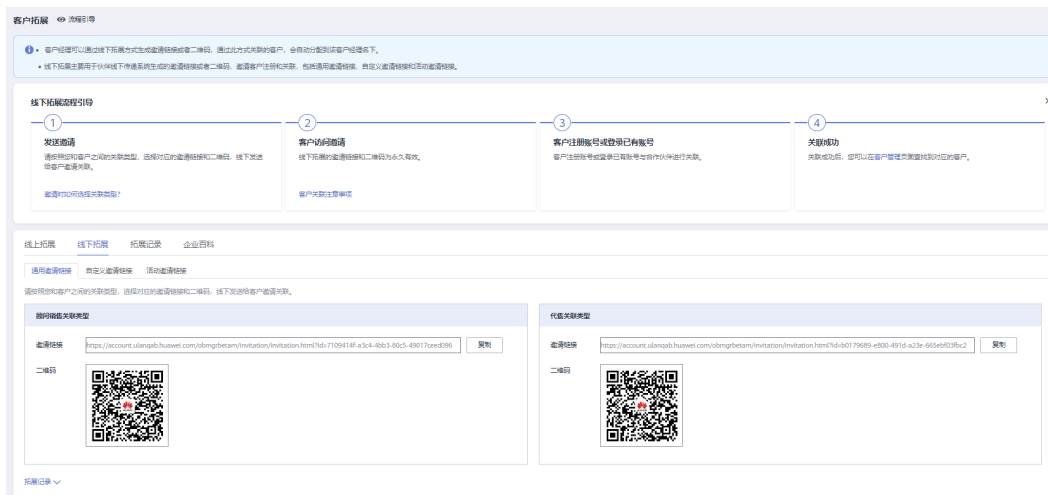 客户拓展 流程引导
• 客户经理可以通过线下拓展方式生成邀请链接或者二维码，通过此方式关联的客户，会自动分配到该客户经理名下。
• 线下拓展主要用于伙伴线下传递系统生成的邀请链接或者二维码，邀请客户注册和关联，包括通用邀请链接、自定义邀请链接和活动邀请链接。
线下拓展流程引导
1
发送邀请
请按照您和客户之间的关联类型，选择对应的邀请链接和二维码，线下发送
给客户邀请关联。
邀请时如何选择关联类型?
2
客户访问邀请
线下拓展的邀请链接和二维码为永久有效。
客户关联注意事项
3
客户注册账号或登录已有账号
客户注册账号或登录已有账号与合作伙伴进行关联。
4
关联成功
关联成功后，您可以在客户管理页面查找到对应的客户。
线上拓展 线下拓展 拓展记录 企业百科
通用邀请链接 自定义邀请链接 活动邀请链接
请按照您和客户之间的关联类型，选择对应的邀请链接和二维码，线下发送给客户邀请关联。
顾问销售关联类型
邀请链接 https://account.ulanqab.huawei.com/obmgrbetam/invitation/invitation.html?id=7109414f-a3c4-4bb3-80c5-49017ceed096 复制
二维码
代售关联类型
邀请链接 https://account.ulanqab.huawei.com/obmgrbetam/invitation/invitation.html?id=b0179689-e800-491d-a23e-665ebf03fbc2 复制
二维码
拓展记录